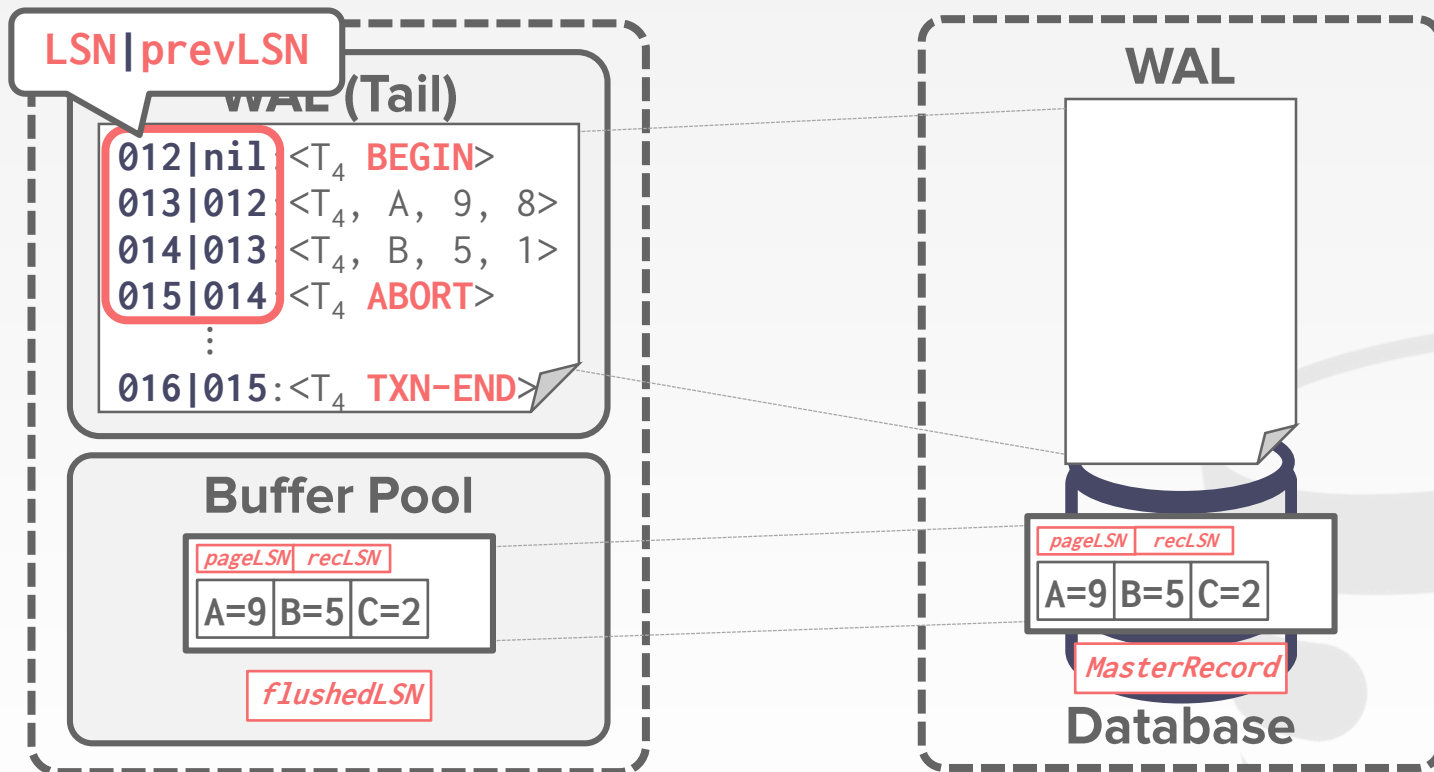 LSN|prevLSN
WAL (Tail)
012|nil:<T4 BEGIN>
013|012:<T4, A, 9, 8>
014|013:<T4, B, 5, 1>
015|014:<T4 ABORT>
⋮
016|015:<T4 TXN-END>
Buffer Pool
pageLSN recLSN
A=9 B=5 C=2
flushedLSN
WAL
pageLSN recLSN
A=9 B=5 C=2
MasterRecord
Database